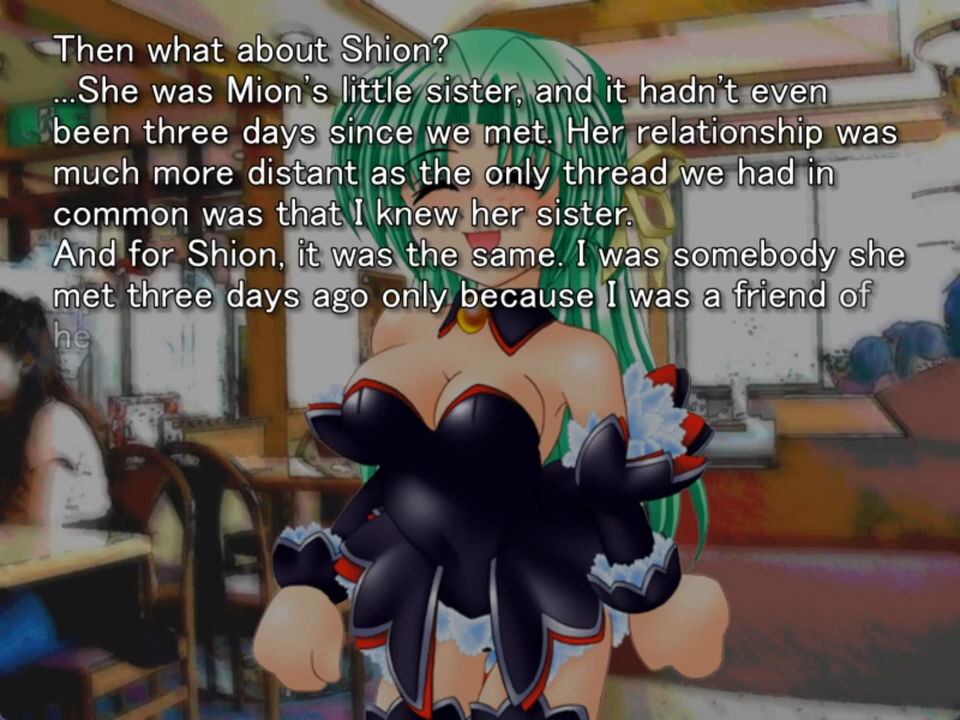 Then what about Shion?
...She was Mion's little sister, and it hadn't even
been three days since we met. Her relationship was
much more distant as the only thread we had in
common was that I knew her sister.
And for Shion, it was the same. I was somebody she
met three days ago only because I was a friend of
he